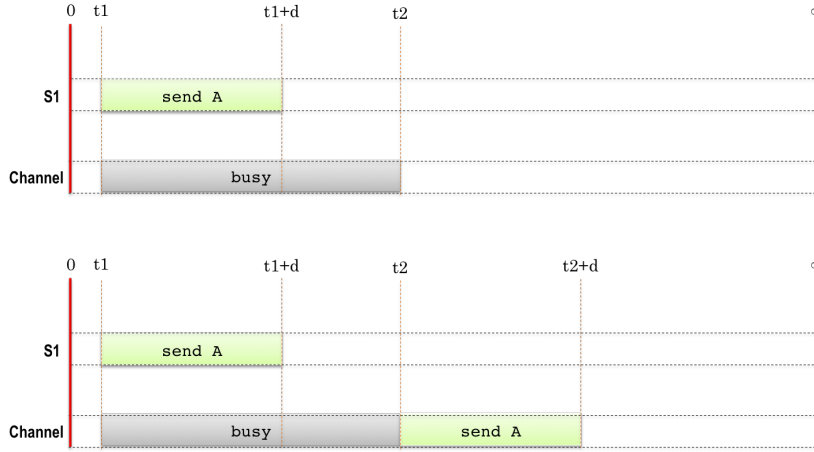 0 t1 t1+d t2
S1 send A
Channel busy
0 t1 t1+d t2 t2+d
S1 send A
Channel busy send A